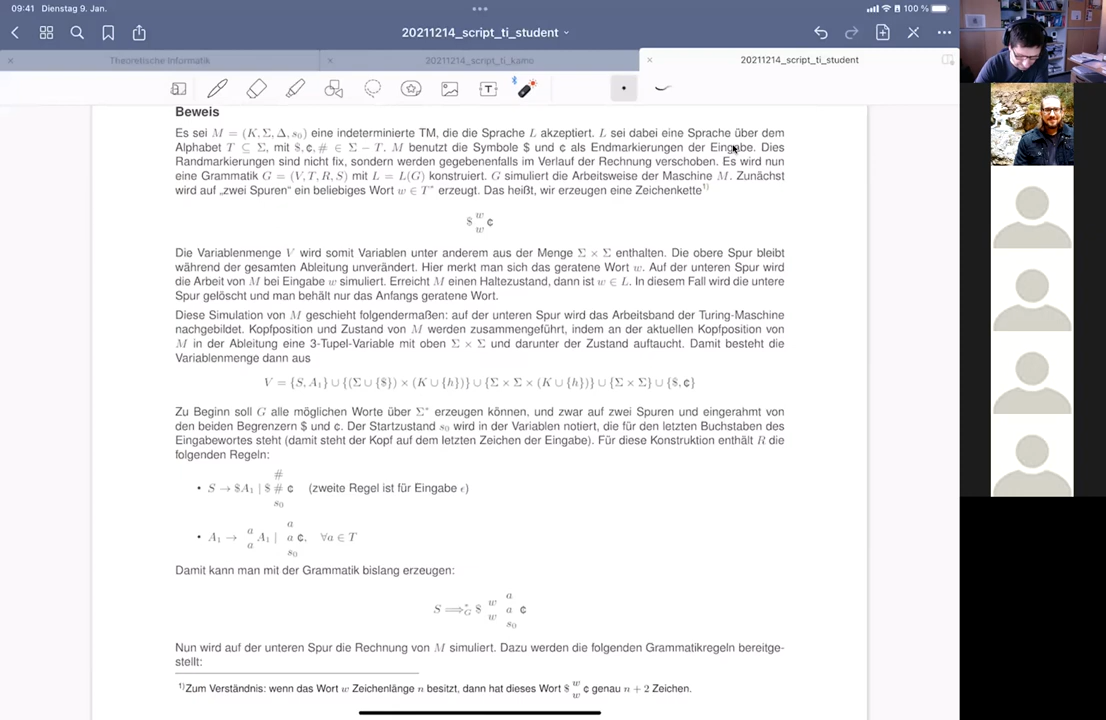 09:41 Dienstag 9. Jan.
100 %
20211214_script_ti_student
Theoretische Informatik
20211214_script_ti_kamo
20211214_script_ti_student
Beweis
Es sei M = (K, Σ, Δ, s₀) eine indeterminierte TM, die die Sprache L akzeptiert. L sei dabei eine Sprache über dem
Alphabet T ⊆ Σ, mit $, ¢, # ∈ Σ − T. M benutzt die Symbole $ und ¢ als Endmarkierungen der Eingabe. Dies
Randmarkierungen sind nicht fix, sondern werden gegebenenfalls im Verlauf der Rechnung verschoben. Es wird nun
eine Grammatik G = (V, T, R, S) mit L = L(G) konstruiert. G simuliert die Arbeitsweise der Maschine M. Zunächst
wird auf „zwei Spuren“ ein beliebiges Wort w ∈ T* erzeugt. Das heißt, wir erzeugen eine Zeichenkette¹⁾
w
$ ¢
w
Die Variablenmenge V wird somit Variablen unter anderem aus der Menge Σ × Σ enthalten. Die obere Spur bleibt
während der gesamten Ableitung unverändert. Hier merkt man sich das geratene Wort w. Auf der unteren Spur wird
die Arbeit von M bei Eingabe w simuliert. Erreicht M einen Haltezustand, dann ist w ∈ L. In diesem Fall wird die untere
Spur gelöscht und man behält nur das Anfangs geratene Wort.
Diese Simulation von M geschieht folgendermaßen: auf der unteren Spur wird das Arbeitsband der Turing-Maschine
nachgebildet. Kopfposition und Zustand von M werden zusammengeführt, indem an der aktuellen Kopfposition von
M in der Ableitung eine 3-Tupel-Variable mit oben Σ × Σ und darunter der Zustand auftaucht. Damit besteht die
Variablenmenge dann aus
V = {S, A₁} ∪ {(Σ ∪ {$}) × (K ∪ {h})} ∪ {Σ × Σ × (K ∪ {h})} ∪ {Σ × Σ} ∪ {$, ¢}
Zu Beginn soll G alle möglichen Worte über Σ* erzeugen können, und zwar auf zwei Spuren und eingerahmt von
den beiden Begrenzern $ und ¢. Der Startzustand s₀ wird in der Variablen notiert, die für den letzten Buchstaben des
Eingabewortes steht (damit steht der Kopf auf dem letzten Zeichen der Eingabe). Für diese Konstruktion enthält R die
folgenden Regeln:
#
• S → $A₁ | $ # ¢ (zweite Regel ist für Eingabe ϵ)
s₀
a a
• A₁ → A₁ | a ¢, ∀a ∈ T
a s₀
Damit kann man mit der Grammatik bislang erzeugen:
w a
S ⟹*G $ a ¢
w s₀
Nun wird auf der unteren Spur die Rechnung von M simuliert. Dazu werden die folgenden Grammatikregeln bereitge-
stellt:
¹⁾Zum Verständnis: wenn das Wort w Zeichenlänge n besitzt, dann hat dieses Wort $ w w ¢ genau n + 2 Zeichen.